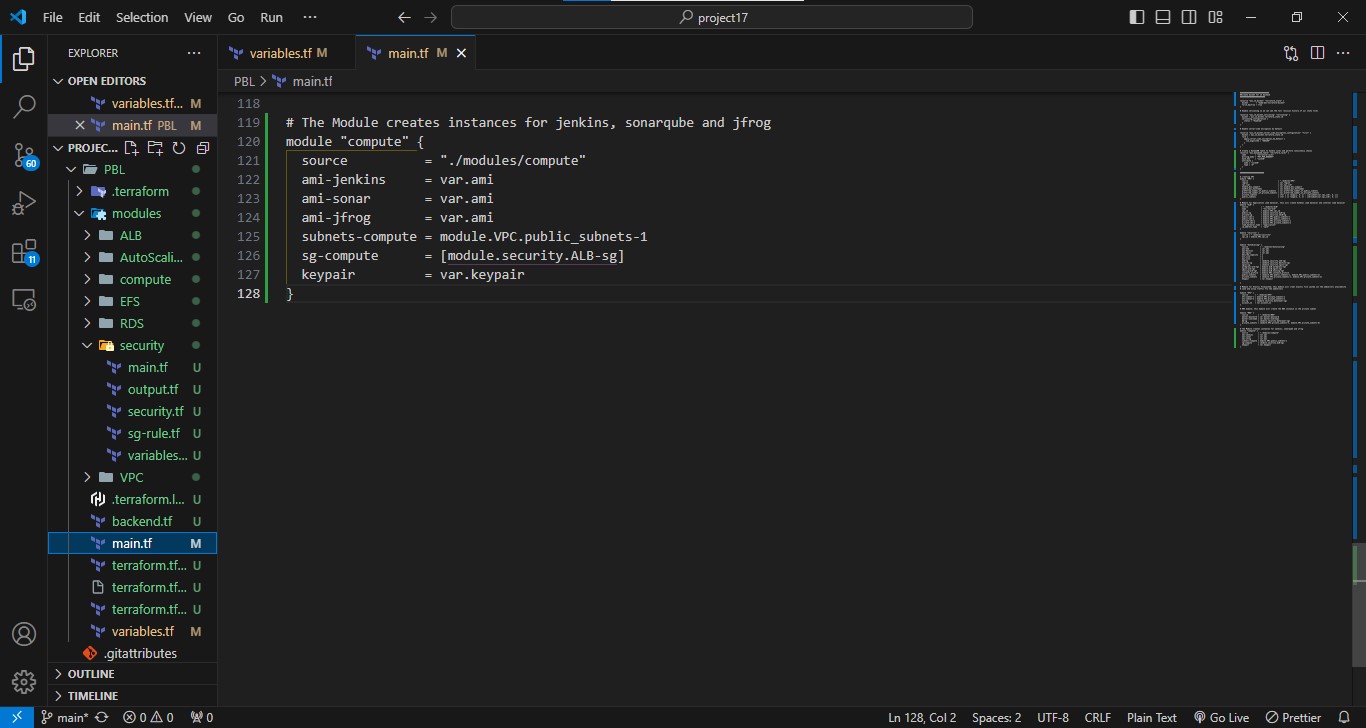 File Edit Selection View Go Run ··· project17
EXPLORER ···
variables.tf M
main.tf M
OPEN EDITORS
PBL > main.tf
variables.tf... M
main.tf PBL M
PROJEC...
PBL
.terraform
modules
ALB
AutoScali...
compute
EFS
RDS
security
main.tf U
output.tf U
security.tf U
sg-rule.tf U
variables... U
VPC
.terraform.l... U
backend.tf U
main.tf M
terraform.tf... U
terraform.tf... U
terraform.tf... U
variables.tf M
.gitattributes
OUTLINE
TIMELINE
60
11
118
119 # The Module creates instances for jenkins, sonarqube and jfrog
120 module "compute" {
121 source = "./modules/compute"
122 ami-jenkins = var.ami
123 ami-sonar = var.ami
124 ami-jfrog = var.ami
125 subnets-compute = module.VPC.public_subnets-1
126 sg-compute = [module.security.ALB-sg]
127 keypair = var.keypair
128 }
main* 0 0 0 Ln 128, Col 2 Spaces: 2 UTF-8 CRLF Plain Text Go Live Prettier